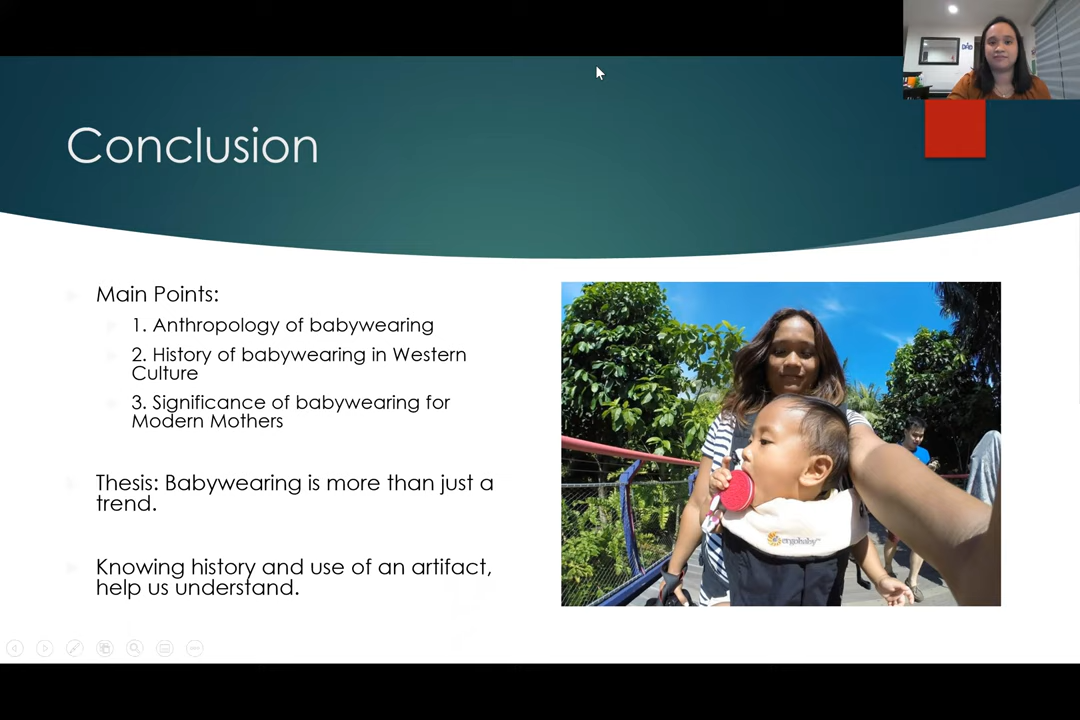 Conclusion
Main Points:
1. Anthropology of babywearing
2. History of babywearing in Western
Culture
3. Significance of babywearing for
Modern Mothers
Thesis: Babywearing is more than just a
trend.
Knowing history and use of an artifact,
help us understand.
ergobaby